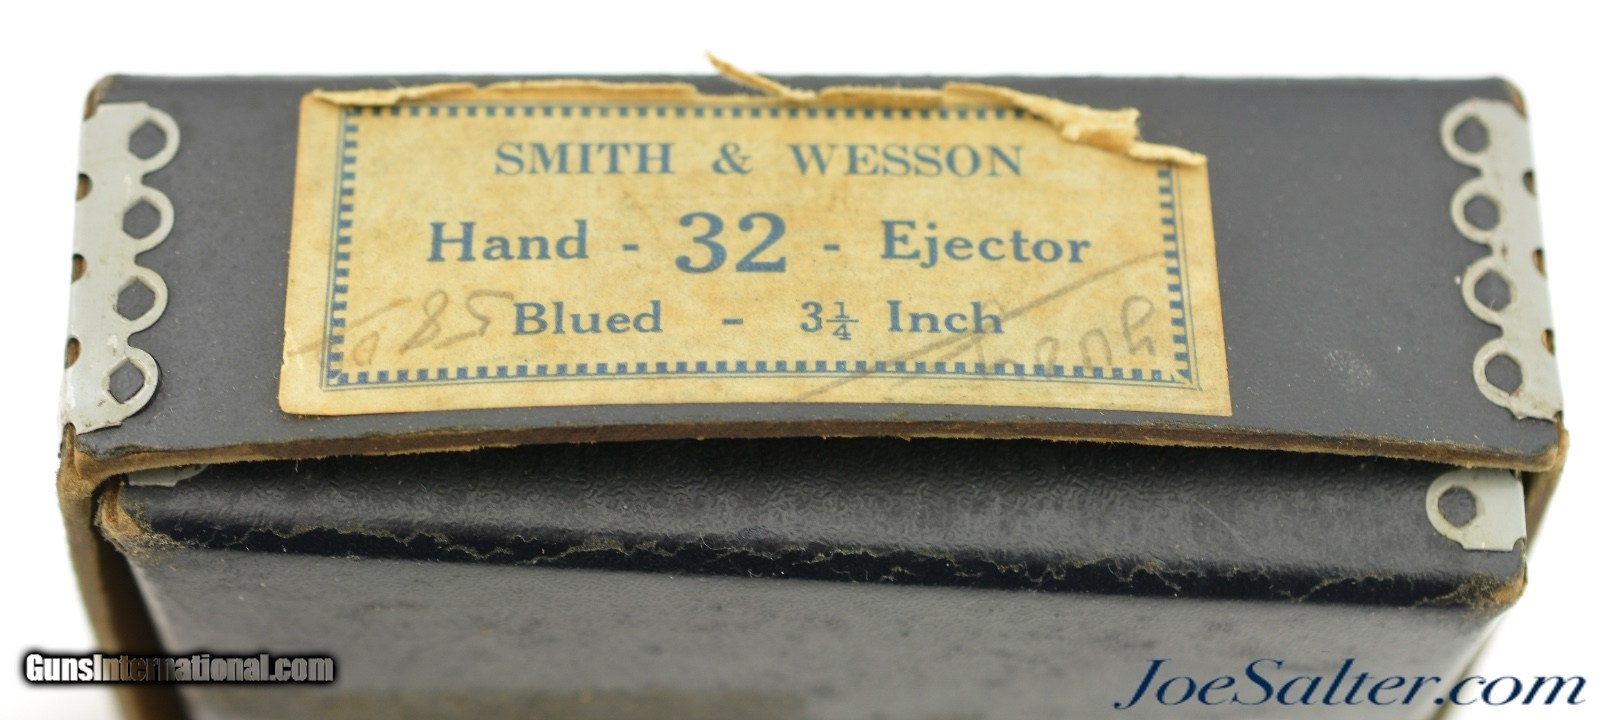 SMITH & WESSON
Hand - 32 - Ejector
Blued - 3¼ Inch
GunsInternational.com
JoeSalter.com